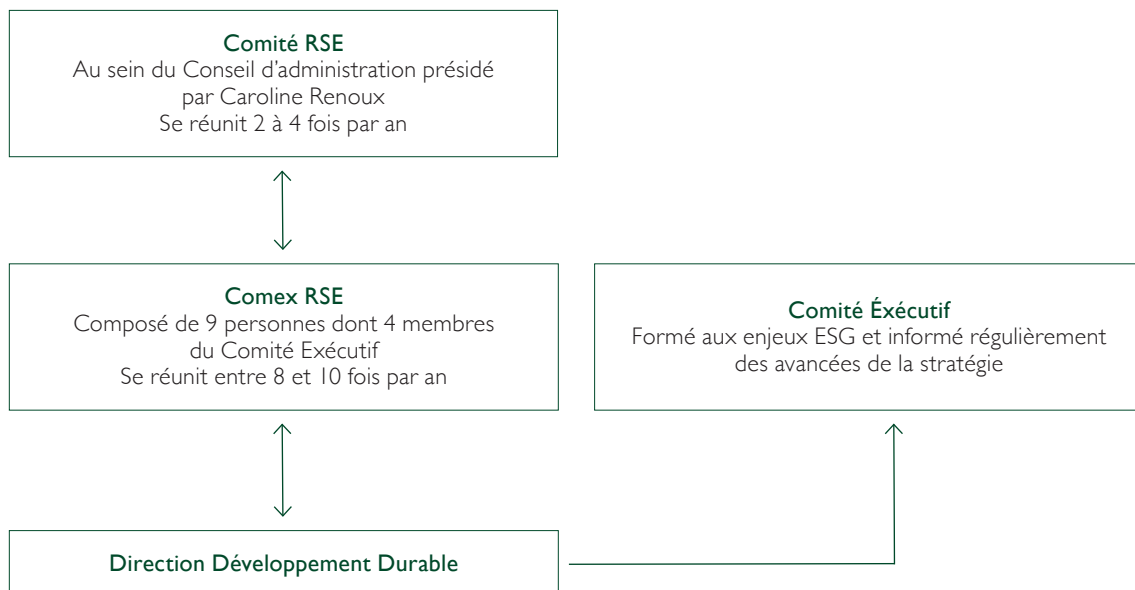 Comité RSE
Au sein du Conseil d'administration présidé
par Caroline Renoux
Se réunit 2 à 4 fois par an
Comex RSE
Composé de 9 personnes dont 4 membres
du Comité Exécutif
Se réunit entre 8 et 10 fois par an
Comité Éxécutif
Formé aux enjeux ESG et informé régulièrement
des avancées de la stratégie
Direction Développement Durable